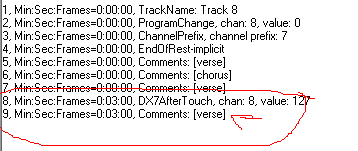 1, Min:Sec:Frames=0:00:00, TrackName: Track 8
2, Min:Sec:Frames=0:00:00, ProgramChange, chan: 8, value: 0
3, Min:Sec:Frames=0:00:00, ChannelPrefix, channel prefix: 7
4, Min:Sec:Frames=0:00:00, EndOfRest-implicit
5, Min:Sec:Frames=0:00:00, Comments: [verse]
6, Min:Sec:Frames=0:00:00, Comments: [chorus]
7, Min:Sec:Frames=0:00:00, Comments: [verse]
8, Min:Sec:Frames=0:03:00, DX7AfterTouch, chan: 8, value: 127
9, Min:Sec:Frames=0:03:00, Comments: [verse]